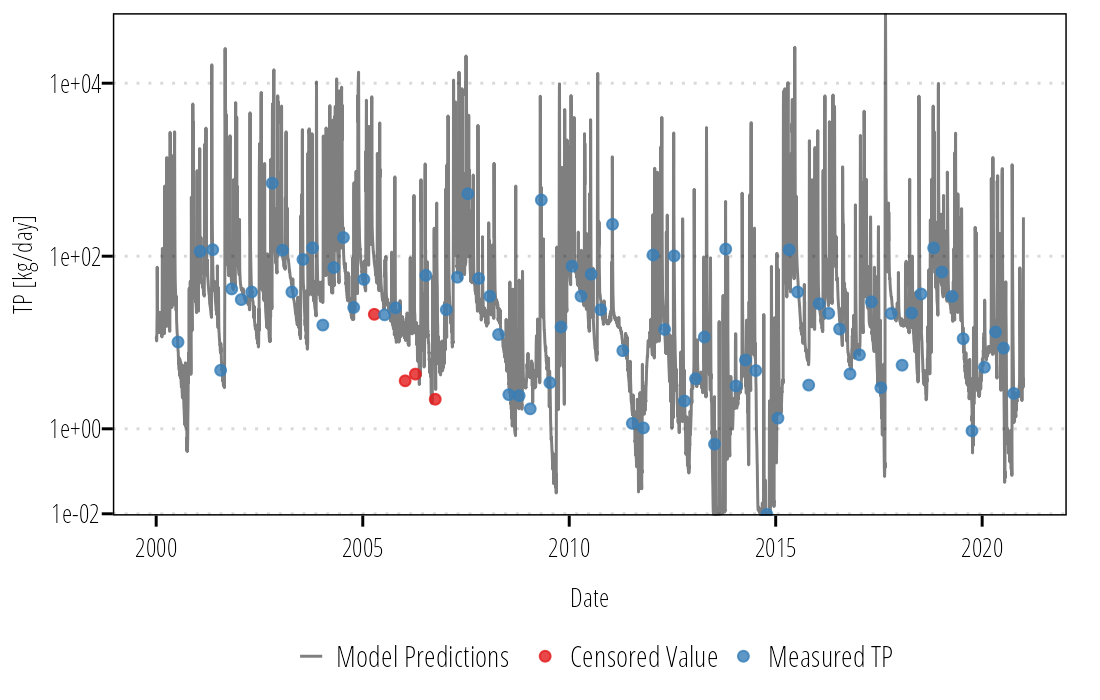 TP [kg/day]
1e+04
1e+02
1e+00
1e-02
2000 2005 2010 2015 2020
Date
Model Predictions Censored Value Measured TP